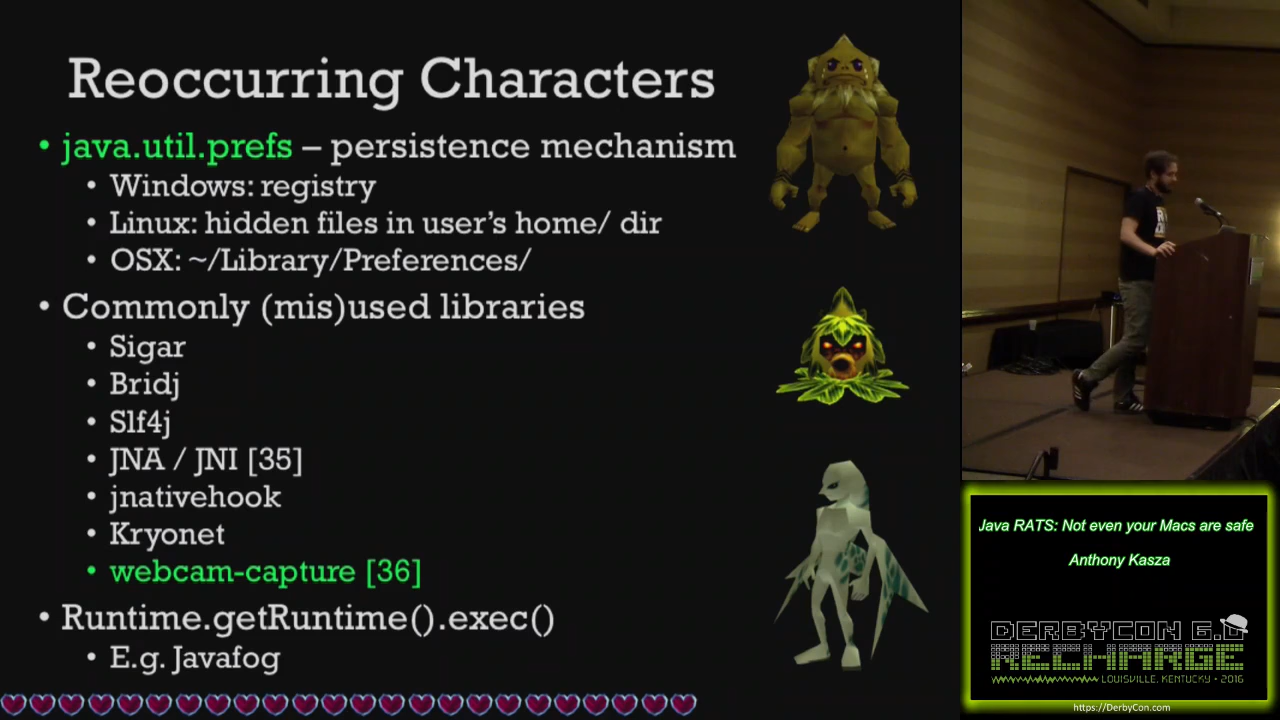 Reoccurring Characters
• java.util.prefs – persistence mechanism
• Windows: registry
• Linux: hidden files in user's home/ dir
• OSX: ~/Library/Preferences/
• Commonly (mis)used libraries
• Sigar
• Bridj
• Slf4j
• JNA / JNI [35]
• jnativehook
• Kryonet
• webcam-capture [36]
• Runtime.getRuntime().exec()
• E.g. Javafog
Java RATS: Not even your Macs are safe
Anthony Kasza
DERBYCON 6.0
RECHARGE
LOUISVILLE, KENTUCKY • 2016
https://DerbyCon.com